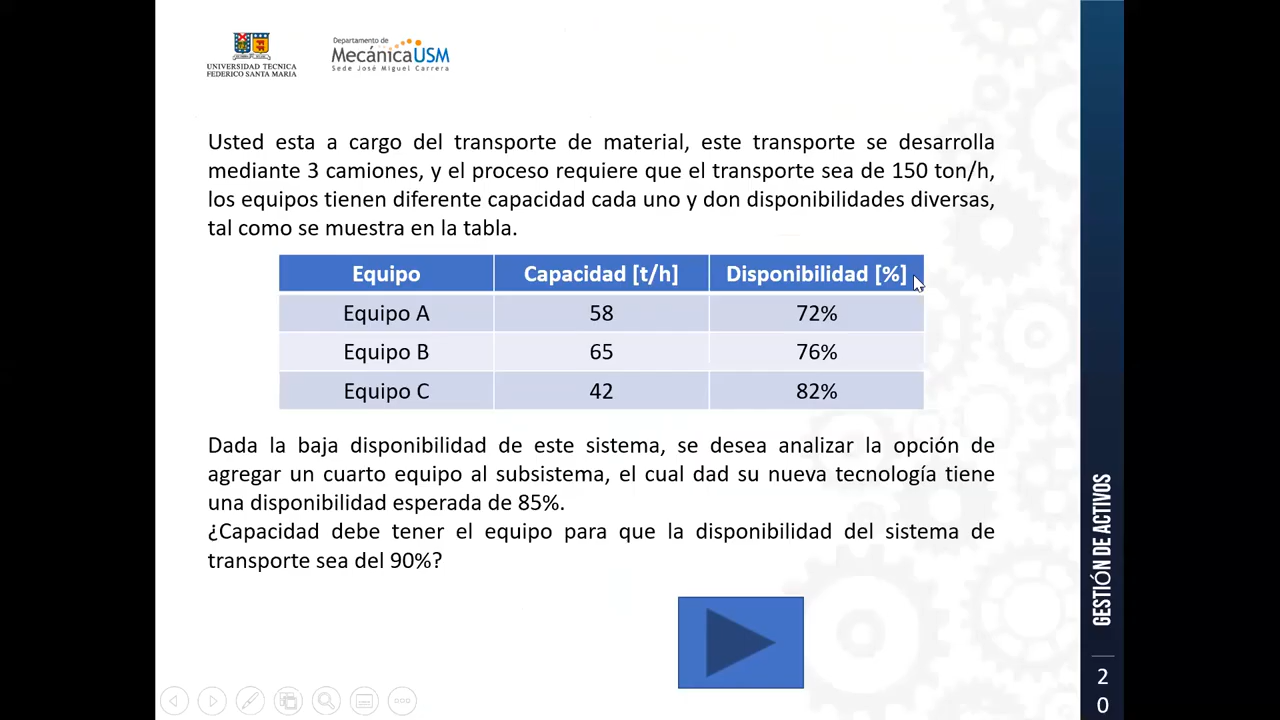 UNIVERSIDAD TECNICA
FEDERICO SANTA MARIA
Departamento de
MecánicaUSM
Sede José Miguel Carrera
Usted esta a cargo del transporte de material, este transporte se desarrolla
mediante 3 camiones, y el proceso requiere que el transporte sea de 150 ton/h,
los equipos tienen diferente capacidad cada uno y don disponibilidades diversas,
tal como se muestra en la tabla.
Equipo Capacidad [t/h] Disponibilidad [%]
Equipo A 58 72%
Equipo B 65 76%
Equipo C 42 82%
Dada la baja disponibilidad de este sistema, se desea analizar la opción de
agregar un cuarto equipo al subsistema, el cual dad su nueva tecnología tiene
una disponibilidad esperada de 85%.
¿Capacidad debe tener el equipo para que la disponibilidad del sistema de
transporte sea del 90%?
GESTIÓN DE ACTIVOS
2
0